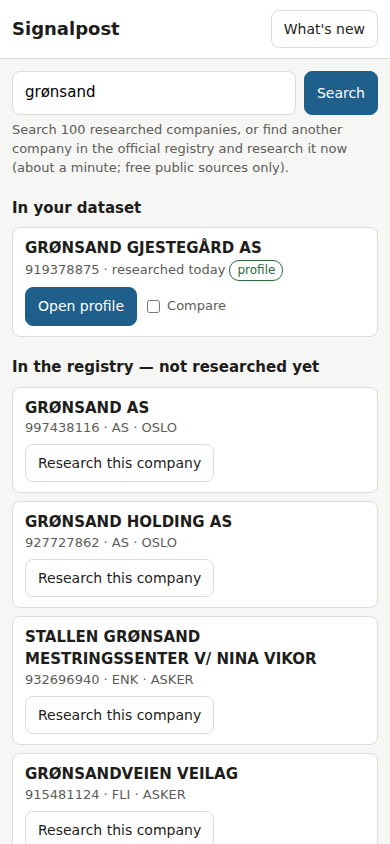 Signalpost
What's new
grønsand
Search
Search 100 researched companies, or find another
company in the official registry and research it now
(about a minute; free public sources only).
In your dataset
GRØNSAND GJESTEGÅRD AS
919378875 · researched today profile
Open profile
Compare
In the registry — not researched yet
GRØNSAND AS
997438116 · AS · OSLO
Research this company
GRØNSAND HOLDING AS
927727862 · AS · OSLO
Research this company
STALLEN GRØNSAND
MESTRINGSSENTER V/ NINA VIKOR
932696940 · ENK · ASKER
Research this company
GRØNSANDVEIEN VEILAG
915481124 · FLI · ASKER
Research this company